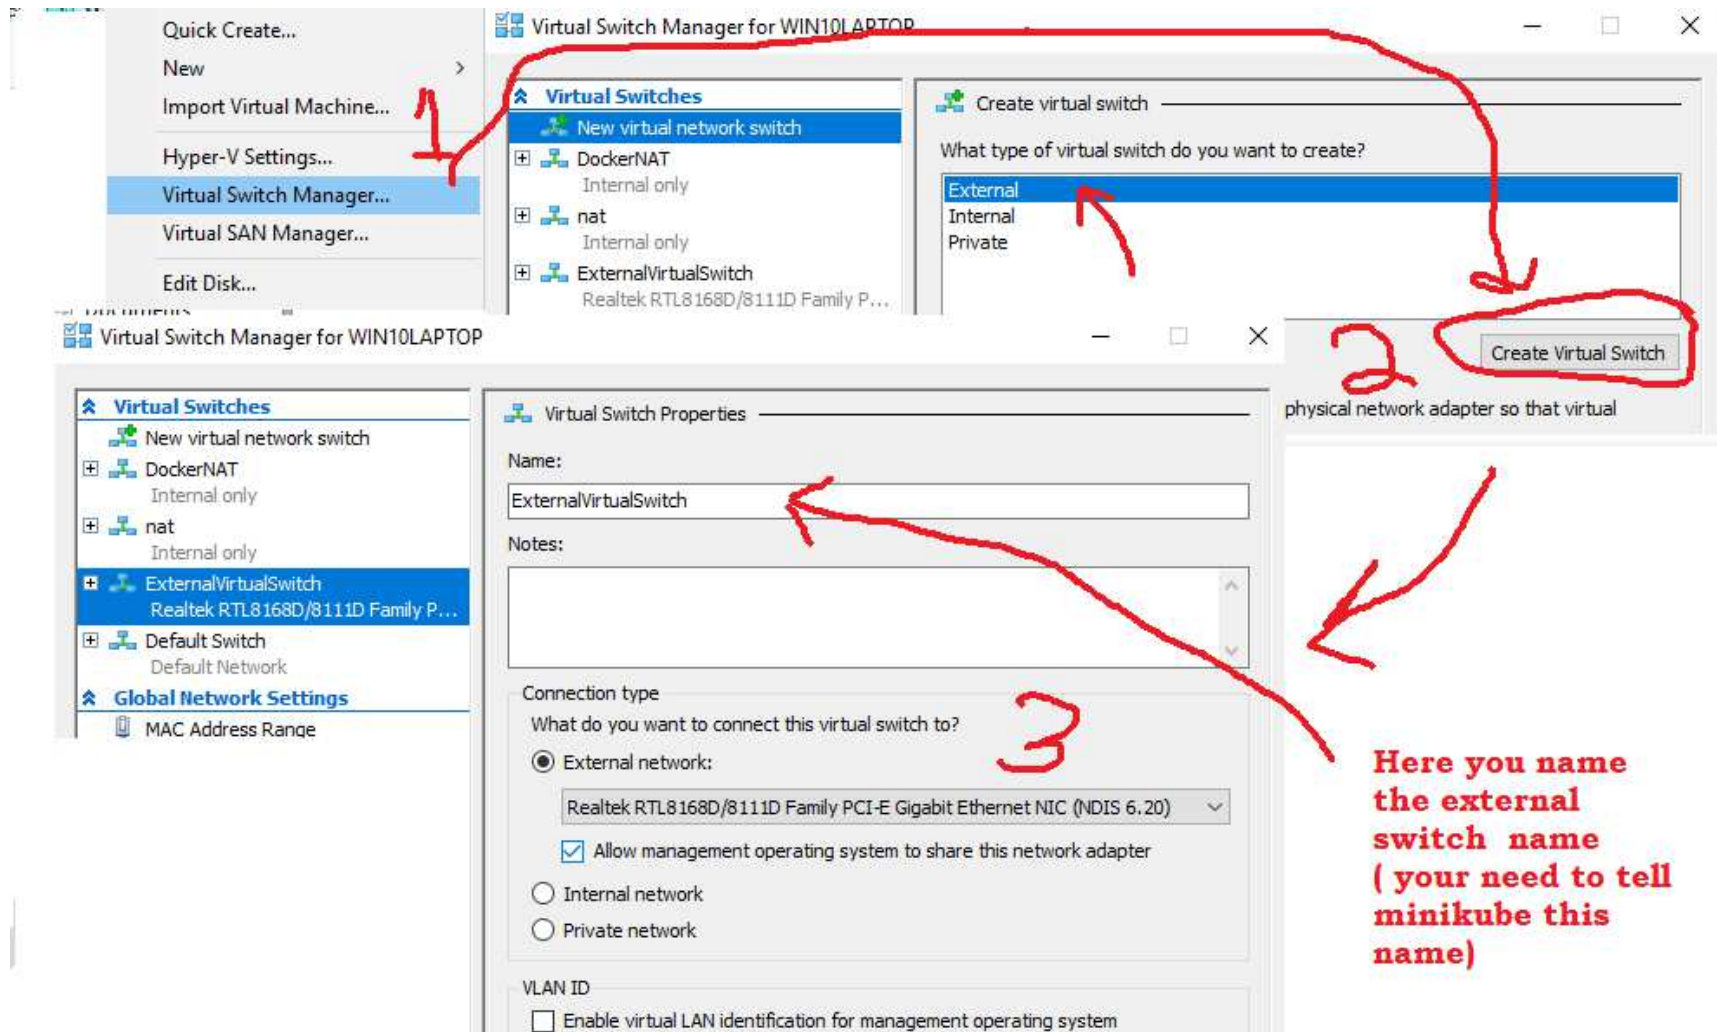 Quick Create...
New
Import Virtual Machine...
Hyper-V Settings...
Virtual Switch Manager...
Virtual SAN Manager...
Edit Disk...
1
Virtual Switch Manager for WIN10LAPTOP
Virtual Switches
New virtual network switch
DockerNAT
Internal only
nat
Internal only
ExternalVirtualSwitch
Realtek RTL8168D/8111D Family P...
Create virtual switch
What type of virtual switch do you want to create?
External
Internal
Private
2
Create Virtual Switch
physical network adapter so that virtual
Documents
Virtual Switch Manager for WIN10LAPTOP
Virtual Switches
New virtual network switch
DockerNAT
Internal only
nat
Internal only
ExternalVirtualSwitch
Realtek RTL8168D/8111D Family P...
Default Switch
Default Network
Global Network Settings
MAC Address Range
Virtual Switch Properties
Name:
ExternalVirtualSwitch
Notes:
Connection type
What do you want to connect this virtual switch to?
3
External network:
Realtek RTL8168D/8111D Family PCI-E Gigabit Ethernet NIC (NDIS 6.20)
Allow management operating system to share this network adapter
Internal network
Private network
VLAN ID
Enable virtual LAN identification for management operating system
Here you name
the external
switch name
( your need to tell
minikube this
name)